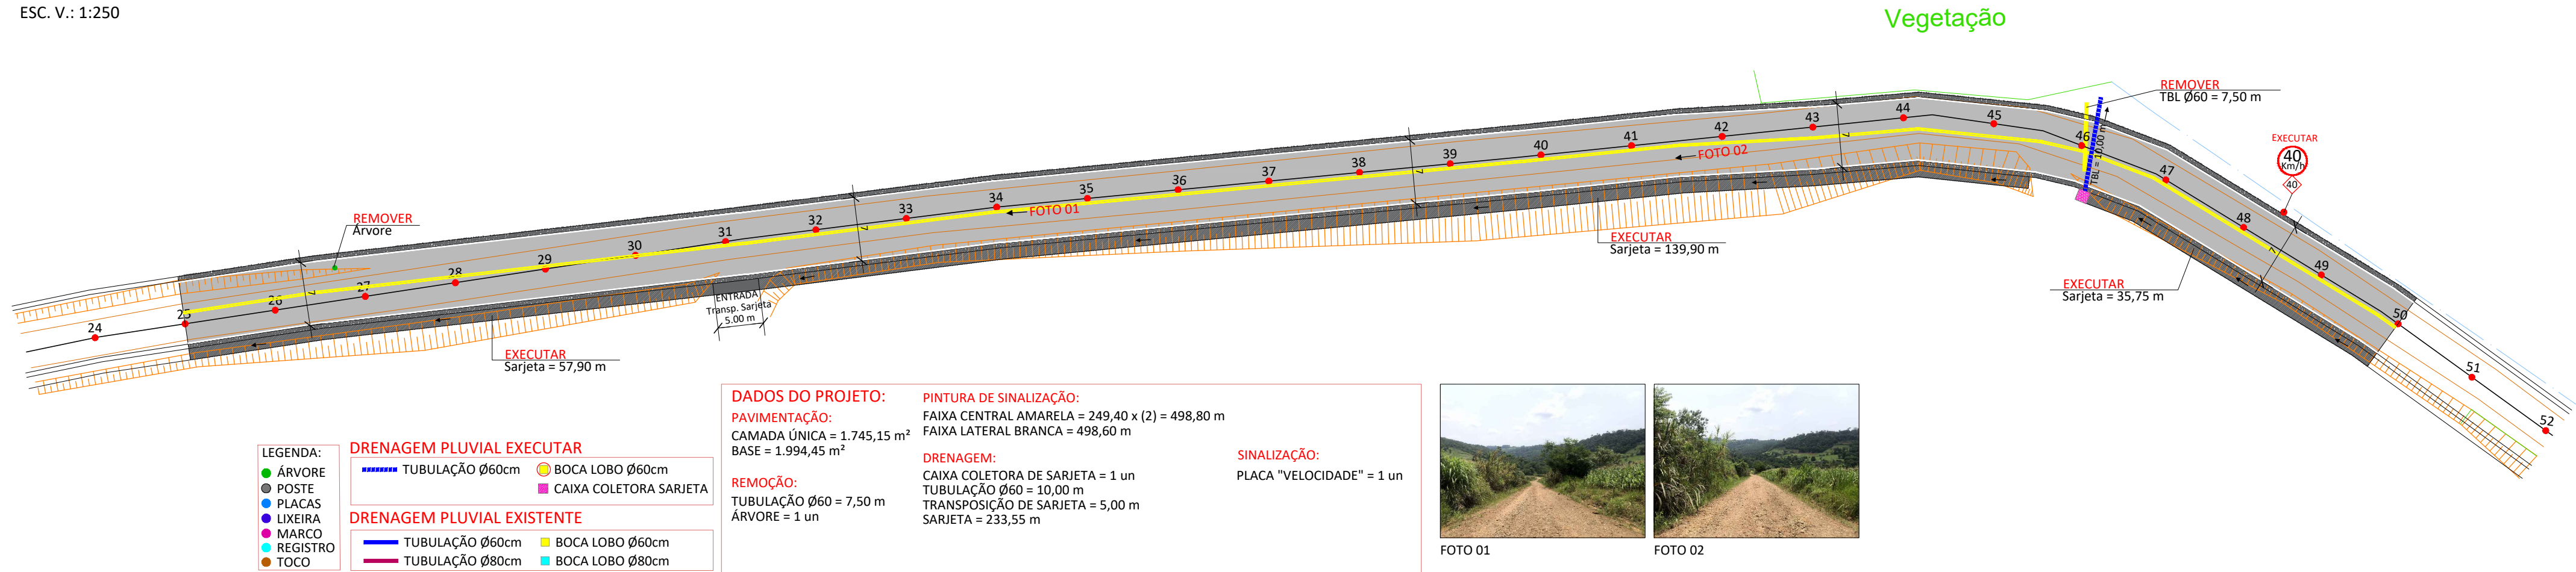 ESC. V.: 1:250
Vegetação
REMOVER
TBL Ø60 = 7,50 m
EXECUTAR
40
Km/h
40
TBL = 10,00 m
24
25
26
27
28
29
30
31
32
33
34
35
36
37
38
39
40
41
42
43
44
45
46
47
48
49
50
51
52
7
7
7
7
7
FOTO 01
FOTO 02
REMOVER
Árvore
EXECUTAR
Sarjeta = 57,90 m
ENTRADA
Transp. Sarjeta
5.00 m
EXECUTAR
Sarjeta = 139,90 m
EXECUTAR
Sarjeta = 35,75 m
LEGENDA:
ÁRVORE
POSTE
PLACAS
LIXEIRA
MARCO
REGISTRO
TOCO
DRENAGEM PLUVIAL EXECUTAR
TUBULAÇÃO Ø60cm
BOCA LOBO Ø60cm
CAIXA COLETORA SARJETA
DRENAGEM PLUVIAL EXISTENTE
TUBULAÇÃO Ø60cm
BOCA LOBO Ø60cm
TUBULAÇÃO Ø80cm
BOCA LOBO Ø80cm
DADOS DO PROJETO:
PAVIMENTAÇÃO:
CAMADA ÚNICA = 1.745,15 m²
BASE = 1.994,45 m²
REMOÇÃO:
TUBULAÇÃO Ø60 = 7,50 m
ÁRVORE = 1 un
PINTURA DE SINALIZAÇÃO:
FAIXA CENTRAL AMARELA = 249,40 x (2) = 498,80 m
FAIXA LATERAL BRANCA = 498,60 m
DRENAGEM:
CAIXA COLETORA DE SARJETA = 1 un
TUBULAÇÃO Ø60 = 10,00 m
TRANSPOSIÇÃO DE SARJETA = 5,00 m
SARJETA = 233,55 m
SINALIZAÇÃO:
PLACA "VELOCIDADE" = 1 un
FOTO 01
FOTO 02